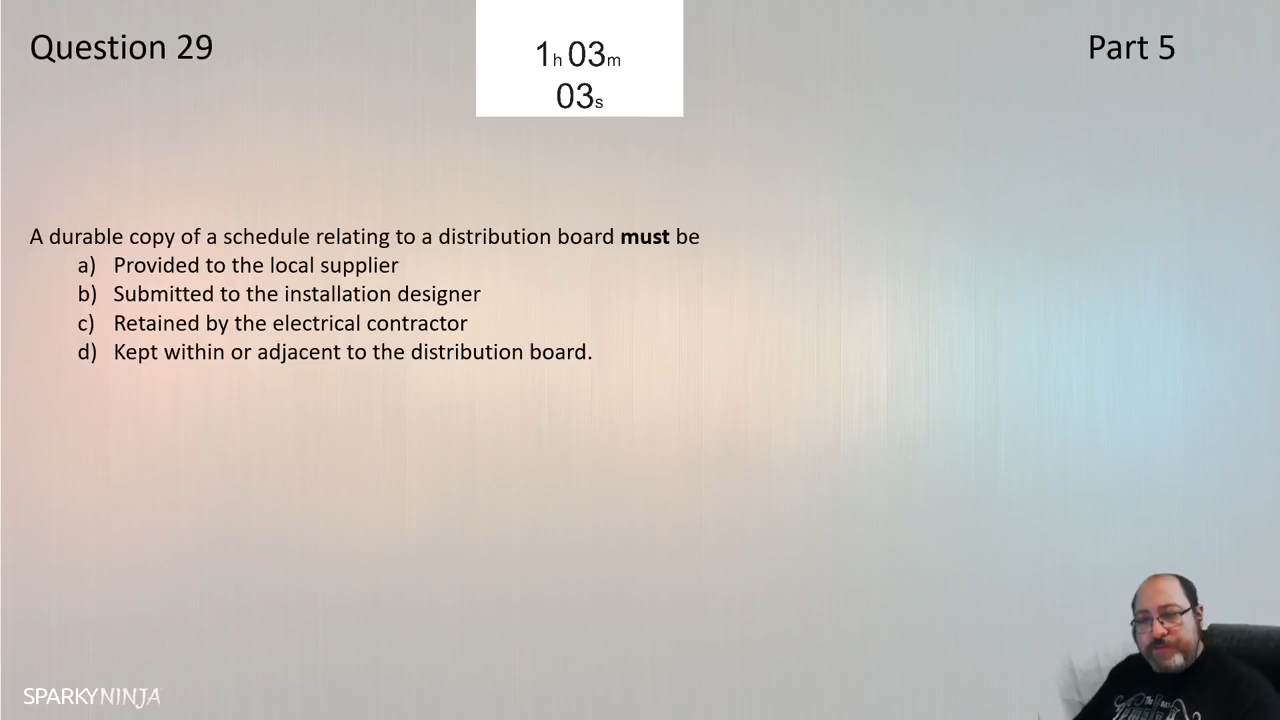 Question 29
1h 03m
03s
Part 5
A durable copy of a schedule relating to a distribution board must be
a) Provided to the local supplier
b) Submitted to the installation designer
c) Retained by the electrical contractor
d) Kept within or adjacent to the distribution board.
SPARKYNINJA